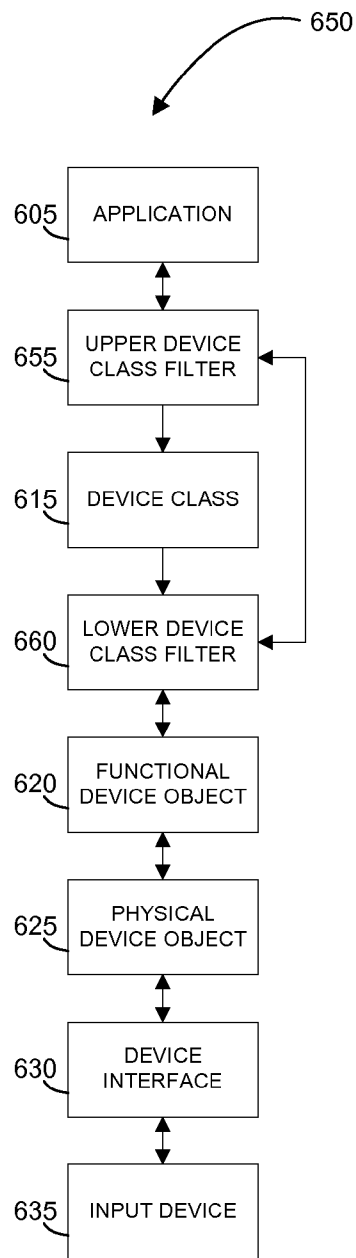 650
605
APPLICATION
655
UPPER DEVICE
CLASS FILTER
615
DEVICE CLASS
660
LOWER DEVICE
CLASS FILTER
620
FUNCTIONAL
DEVICE OBJECT
625
PHYSICAL
DEVICE OBJECT
630
DEVICE
INTERFACE
635
INPUT DEVICE